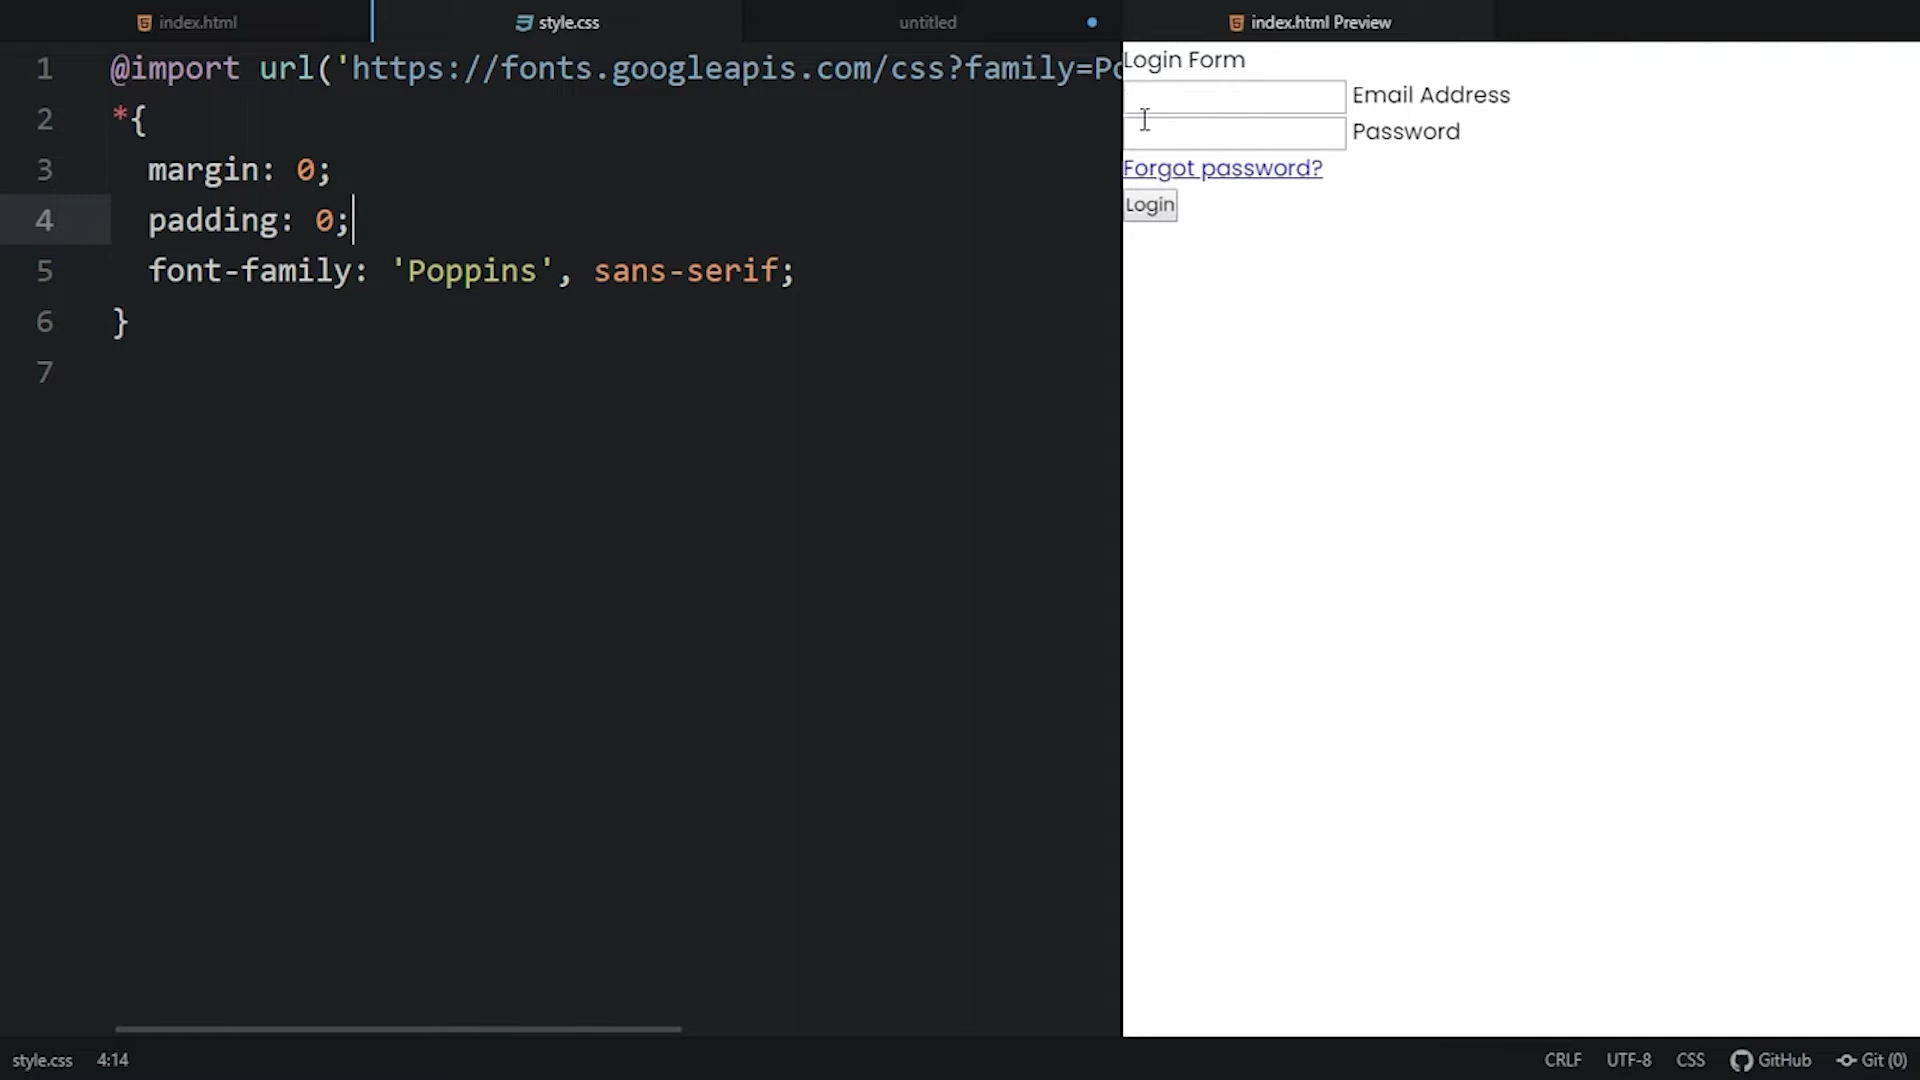 index.html
style.css
untitled
index.html Preview
1 @import url('https://fonts.googleapis.com/css?family=Po
2 *{
3 margin: 0;
4 padding: 0;
5 font-family: 'Poppins', sans-serif;
6 }
7
Login Form
Email Address
Password
Forgot password?
Login
style.css 4:14
CRLF UTF-8 CSS GitHub Git (0)